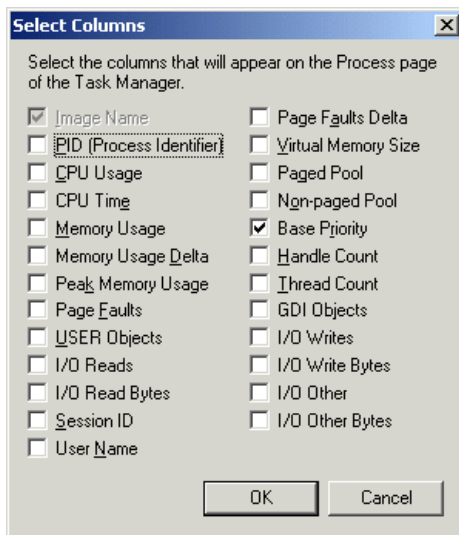 Select Columns
Select the columns that will appear on the Process page
of the Task Manager.
Image Name
PID (Process Identifier)
CPU Usage
CPU Time
Memory Usage
Memory Usage Delta
Peak Memory Usage
Page Faults
USER Objects
I/O Reads
I/O Read Bytes
Session ID
User Name
Page Faults Delta
Virtual Memory Size
Paged Pool
Non-paged Pool
Base Priority
Handle Count
Thread Count
GDI Objects
I/O Writes
I/O Write Bytes
I/O Other
I/O Other Bytes
OK
Cancel